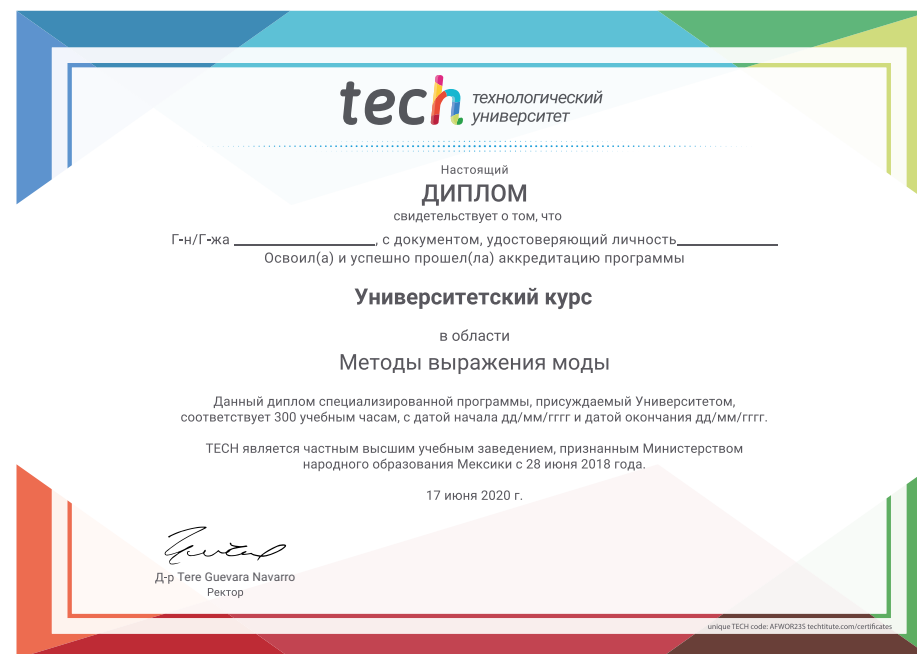 tech технологический
университет
Настоящий
ДИПЛОМ
свидетельствует о том, что
Г-н/Г-жа ____________________, с документом, удостоверяющий личность______________
Освоил(а) и успешно прошел(ла) аккредитацию программы
Университетский курс
в области
Методы выражения моды
Данный диплом специализированной программы, присуждаемый Университетом,
соответствует 300 учебным часам, с датой начала дд/мм/гггг и датой окончания дд/мм/гггг.
TECH является частным высшим учебным заведением, признанным Министерством
народного образования Мексики с 28 июня 2018 года.
17 июня 2020 г.
Д-р Tere Guevara Navarro
Ректор
unique TECH code: AFWOR23S techtitute.com/certificates